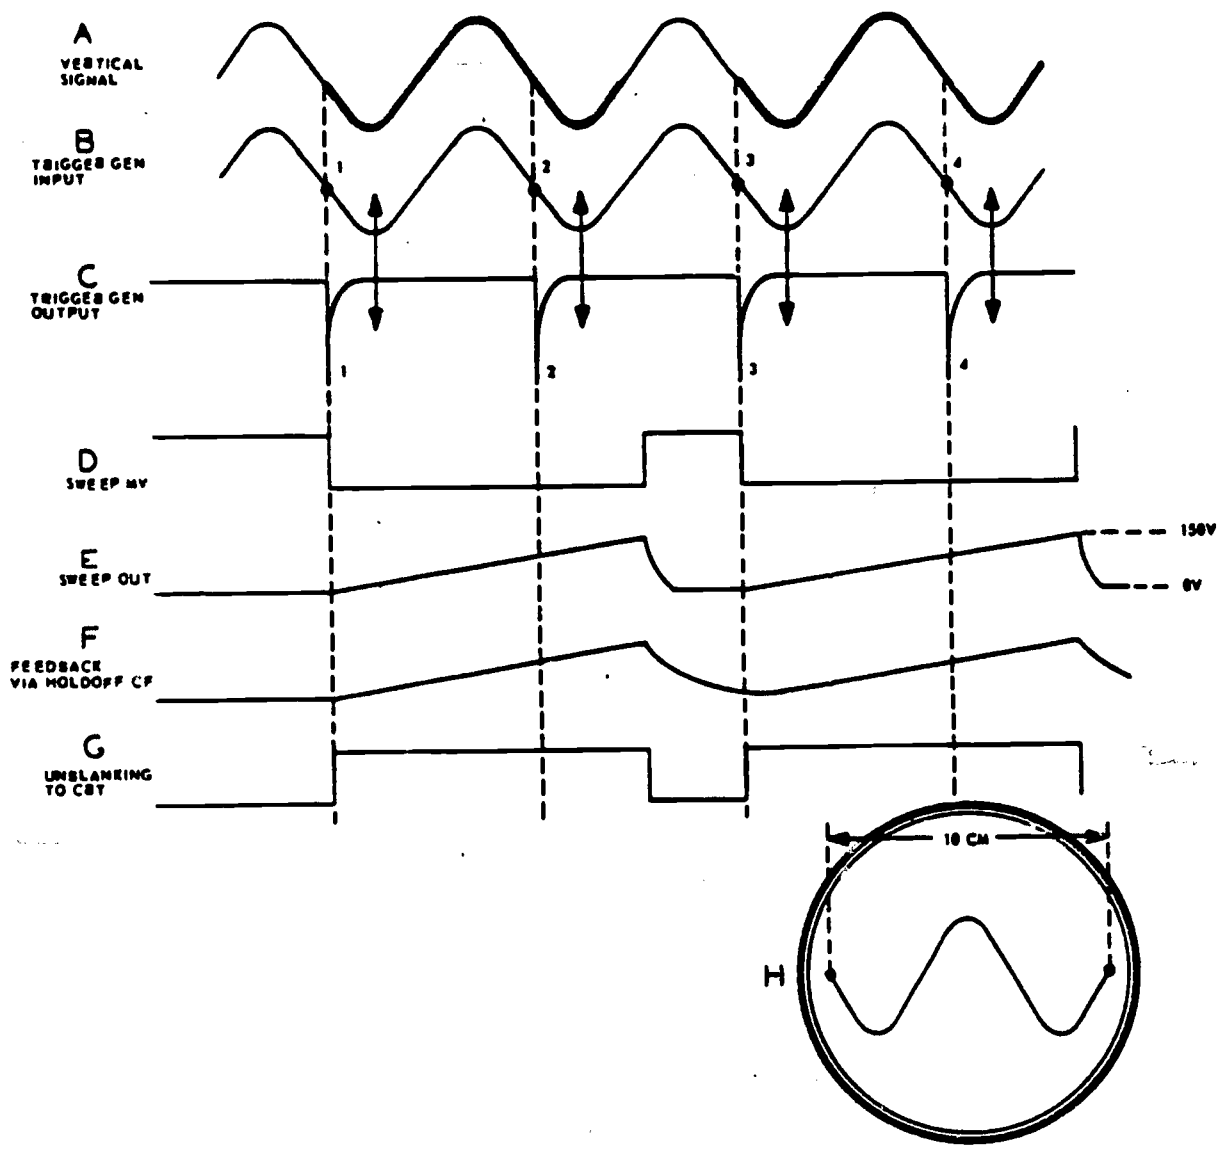 A
VERTICAL
SIGNAL
B
TRIGGER GEN
INPUT
1
2
3
4
C
TRIGGER GEN
OUTPUT
1
2
3
4
D
SWEEP MV
E
SWEEP OUT
150V
0V
F
FEEDBACK
VIA HOLDOFF CF
G
UNBLANKING
TO CRT
10 CM
H